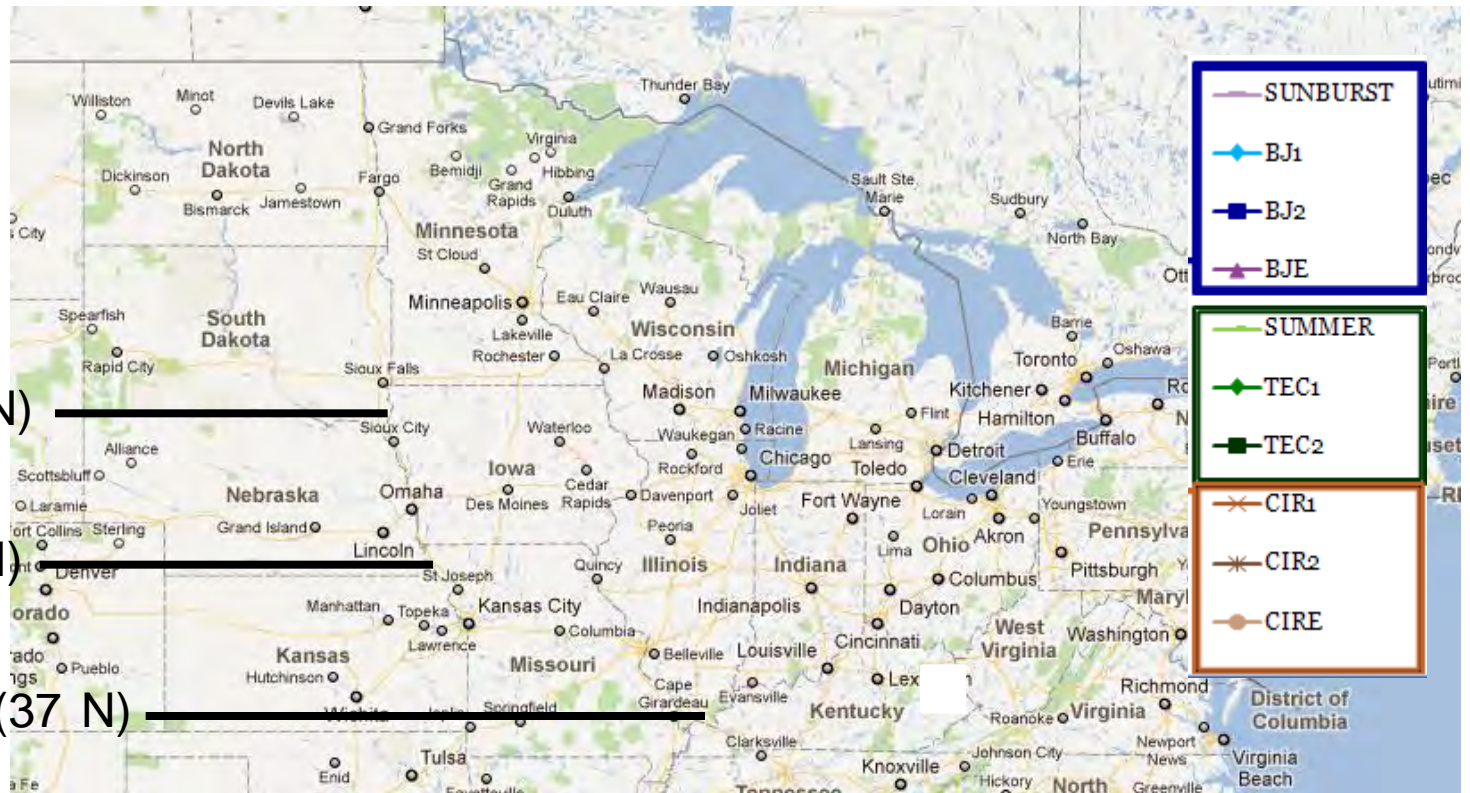 Thunder Bay
Williston
Minot
Devils Lake
Grand Forks
North
Dakota
Virginia
Bemidji
Hibbing
Dickinson
Fargo
Grand
Rapids
Sault Ste.
Marie
Bismarck
Jamestown
Duluth
Sudbury
City
Minnesota
North Bay
St Cloud
Minneapolis
Eau Claire
Wausau
Spearfish
South
Dakota
Lakeville
Wisconsin
Barrie
Rapid City
Rochester
La Crosse
Oshkosh
Toronto
Oshawa
Sioux Falls
Michigan
Madison
Milwaukee
Kitchener
N)
Hamilton
Flint
Sioux City
Waterloo
Waukegan
Racine
Lansing
Buffalo
Alliance
Rockford
Chicago
Detroit
Erie
Scottsbluff
Iowa
Toledo
Cleveland
Nebraska
Omaha
Des Moines
Cedar
Rapids
Davenport
Fort Wayne
Laramie
Joliet
Lorain
Youngstown
Grand Island
Peoria
Akron
Pennsylva
ort Collins
Sterling
Lincoln
Lima
Ohio
Illinois
Indiana
Denver
St Joseph
Quincy
Columbus
Pittsburgh
orado
Manhattan
Topeka
Kansas City
Indianapolis
Dayton
Mary
Lawrence
Columbia
Cincinnati
West
Virginia
Washington
rado
ngs
Pueblo
Kansas
Hutchinson
Missouri
Belleville
Louisville
Cape
Girardeau
Evansville
Richmond
(37 N)
Wichita
Springfield
Kentucky
Roanoke
Virginia
District of
Columbia
Clarksville
Newport
News
Virginia
Beach
Tulsa
Enid
Knoxville
Johnson City
Hickory
North
Greenville
SUNBURST
BJ1
BJ2
BJE
SUMMER
TEC1
TEC2
CIR1
CIR2
CIRE